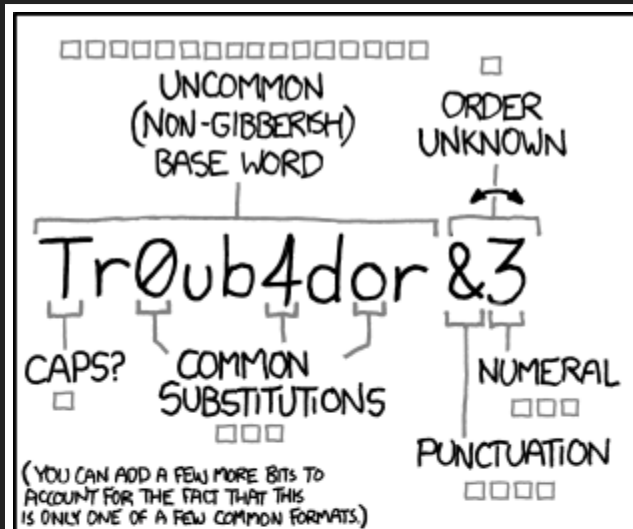 UNCOMMON
(NON-GIBBERISH)
BASE WORD
ORDER
UNKNOWN
Tr0ub4dor &3
CAPS?
COMMON
SUBSTITUTIONS
NUMERAL
PUNCTUATION
(YOU CAN ADD A FEW MORE BITS TO
ACCOUNT FOR THE FACT THAT THIS
IS ONLY ONE OF A FEW COMMON FORMATS.)